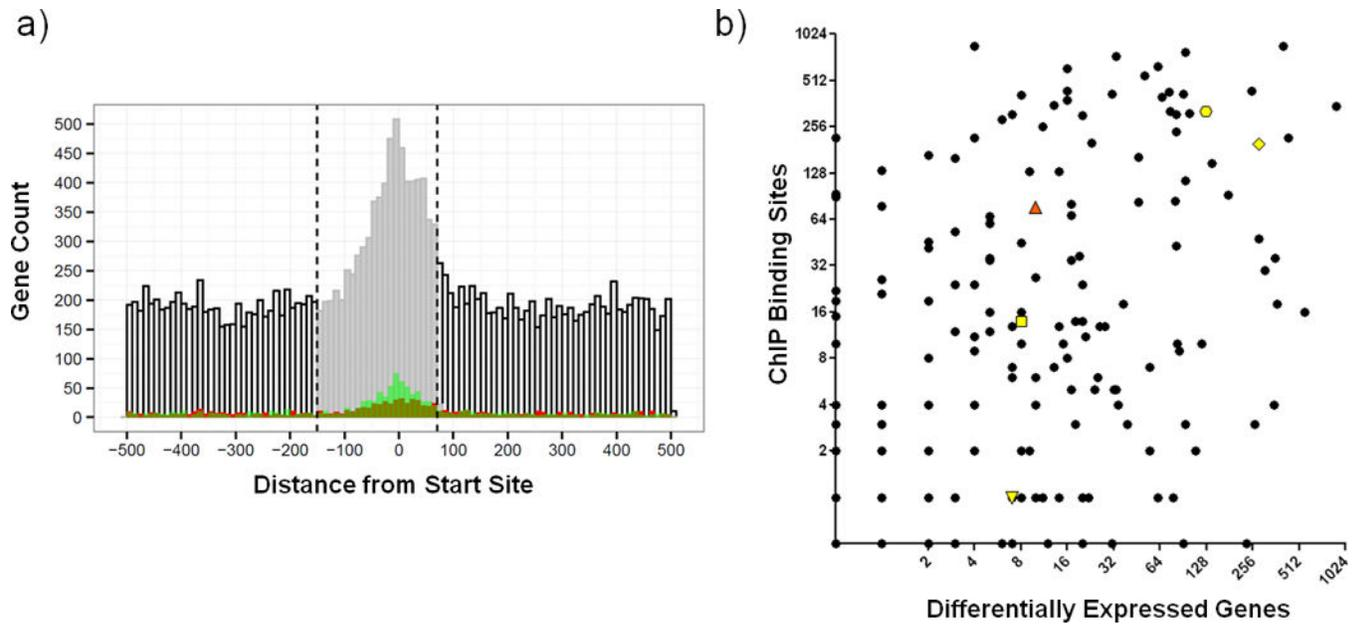 a)
Gene Count
500
450
400
350
300
250
200
150
100
50
0
−500 −400 −300 −200 −100 0 100 200 300 400 500
Distance from Start Site
b)
ChIP Binding Sites
1024
512
256
128
64
32
16
8
4
2
2 4 8 16 32 64 128 256 512 1024
Differentially Expressed Genes